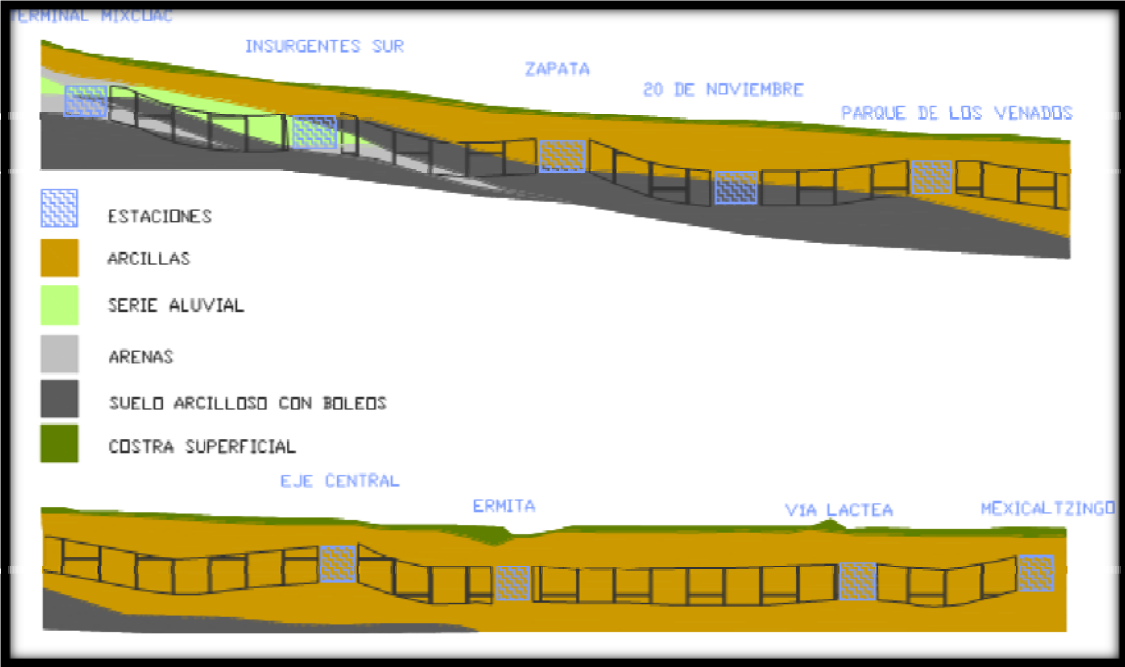 TERMINAL MIXCOAC
INSURGENTES SUR
ZAPATA
20 DE NOVIEMBRE
PARQUE DE LOS VENADOS
ESTACIONES
ARCILLAS
SERIE ALUVIAL
ARENAS
SUELO ARCILLOSO CON BOLEOS
COSTRA SUPERFICIAL
EJE CENTRAL
ERMITA
VIA LACTEA
MEXICALTZINGO